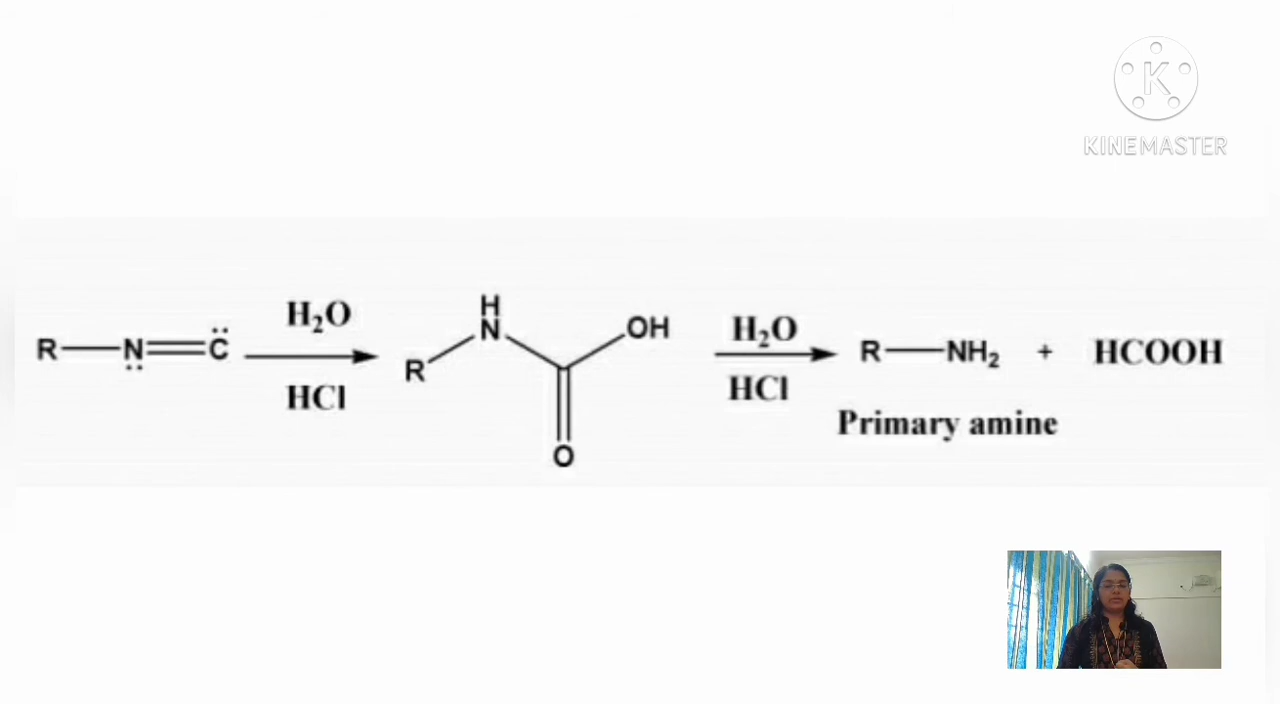 K
KINEMASTER
R—N=C
H₂O
HCl
H
N
R
OH
O
H₂O
HCl
R—NH₂ + HCOOH
Primary amine